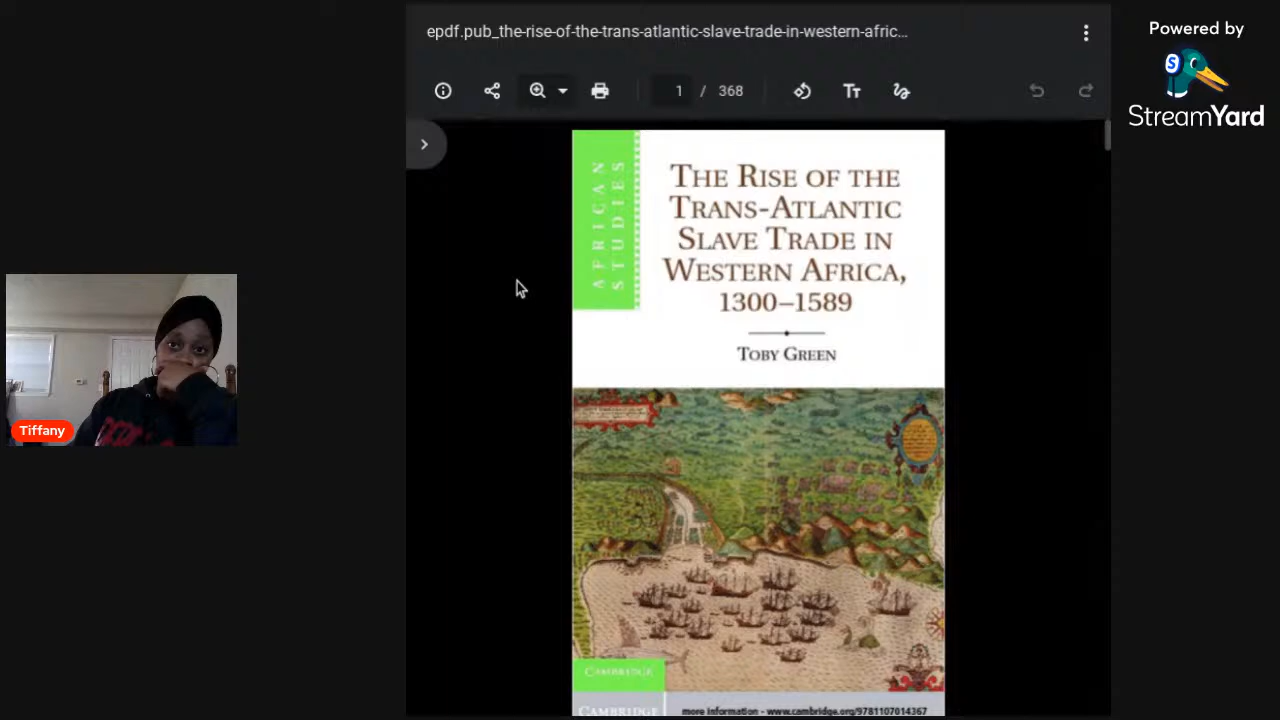 epdf.pub_the-rise-of-the-trans-atlantic-slave-trade-in-western-afric...
Powered by
S
StreamYard
1 / 368
Tt
AFRICAN
STUDIES
THE RISE OF THE
TRANS-ATLANTIC
SLAVE TRADE IN
WESTERN AFRICA,
1300–1589
TOBY GREEN
Tiffany
CAMBRIDGE
CAMBRIDGE
more information - www.cambridge.org/9781107014367